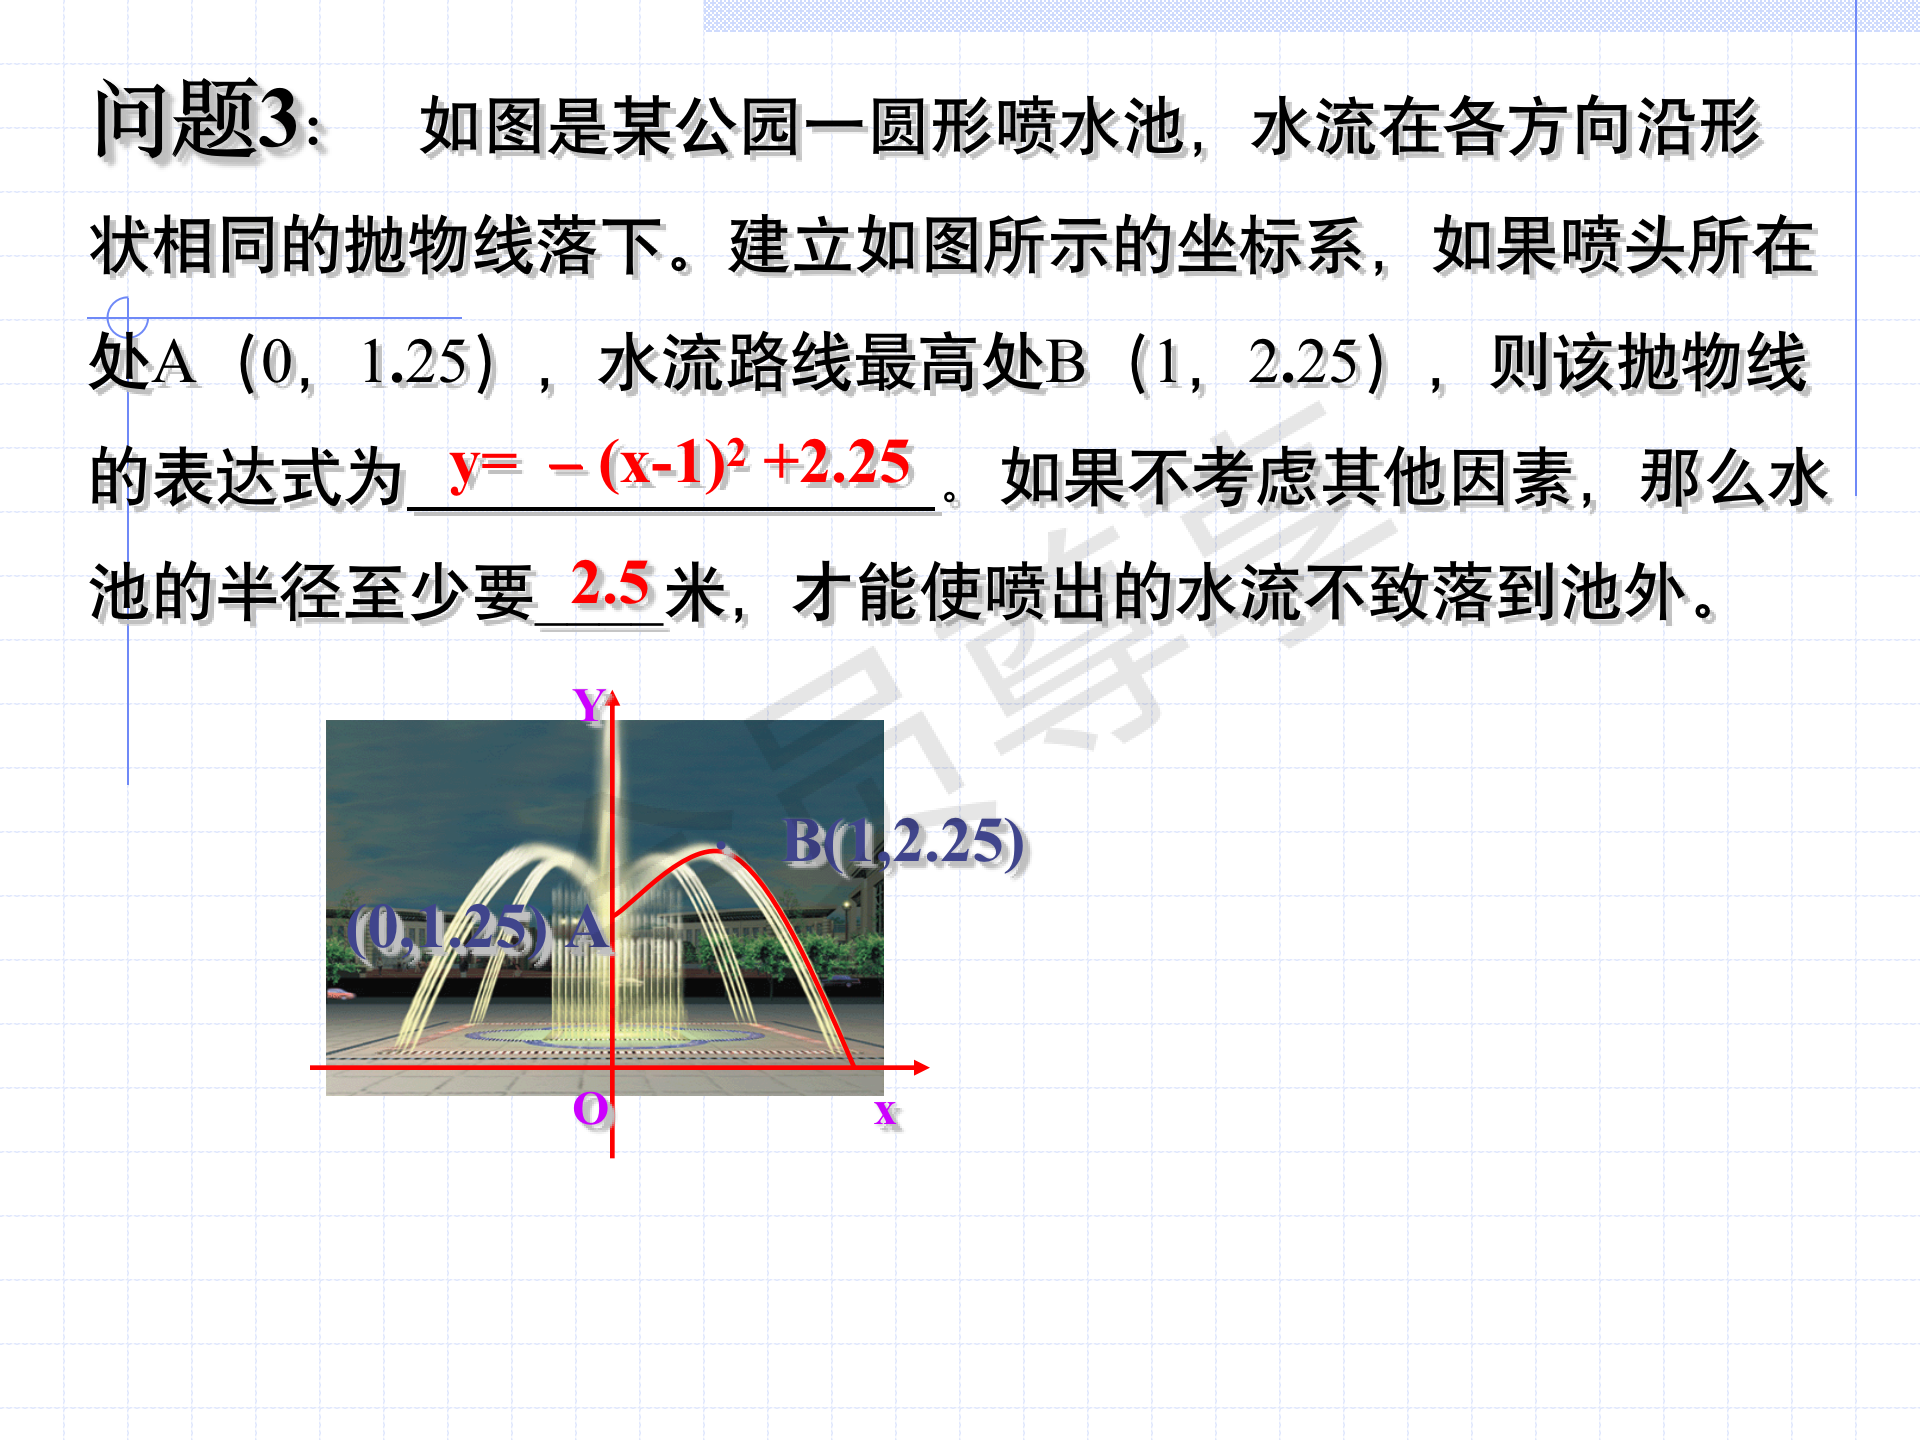 问题3： 如图是某公园一圆形喷水池，水流在各方向沿形
状相同的抛物线落下。建立如图所示的坐标系，如果喷头所在
处A（0，1.25），水流路线最高处B（1，2.25），则该抛物线
的表达式为 y= –(x-1)² +2.25 。如果不考虑其他因素，那么水
池的半径至少要 2.5 米，才能使喷出的水流不致落到池外。
Y
B(1,2.25)
(0,1.25) A
O x
会员尊享